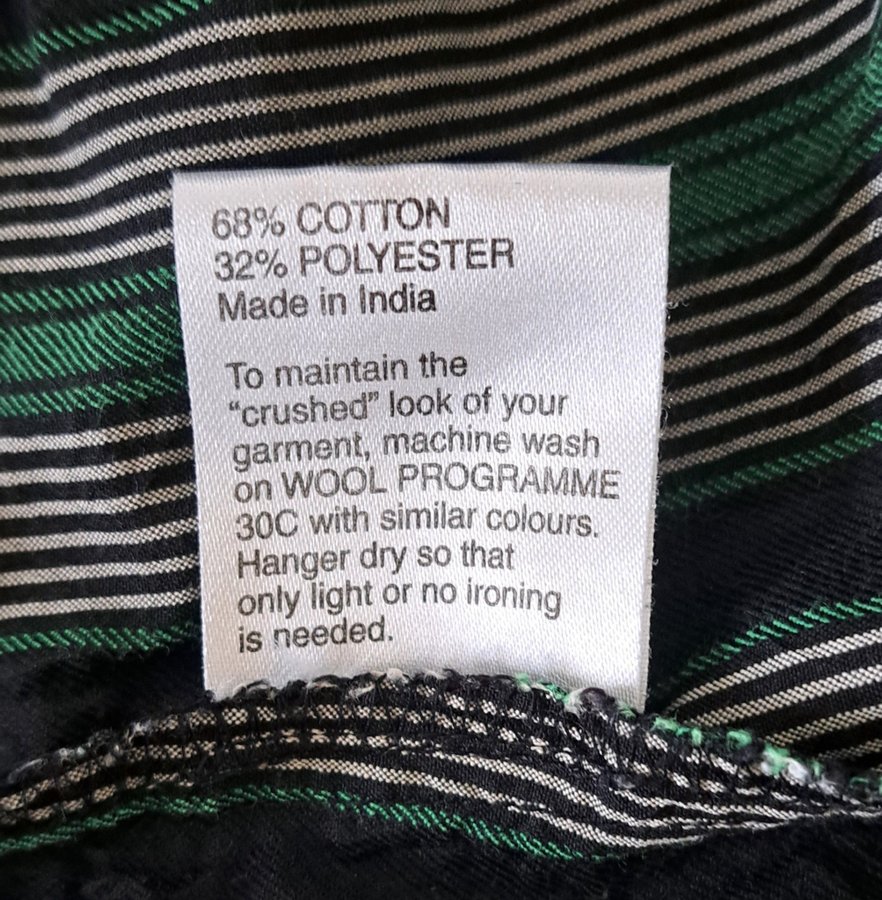 68% COTTON
32% POLYESTER
Made in India
To maintain the
“crushed” look of your
garment, machine wash
on WOOL PROGRAMME
30C with similar colours.
Hanger dry so that
only light or no ironing
is needed.